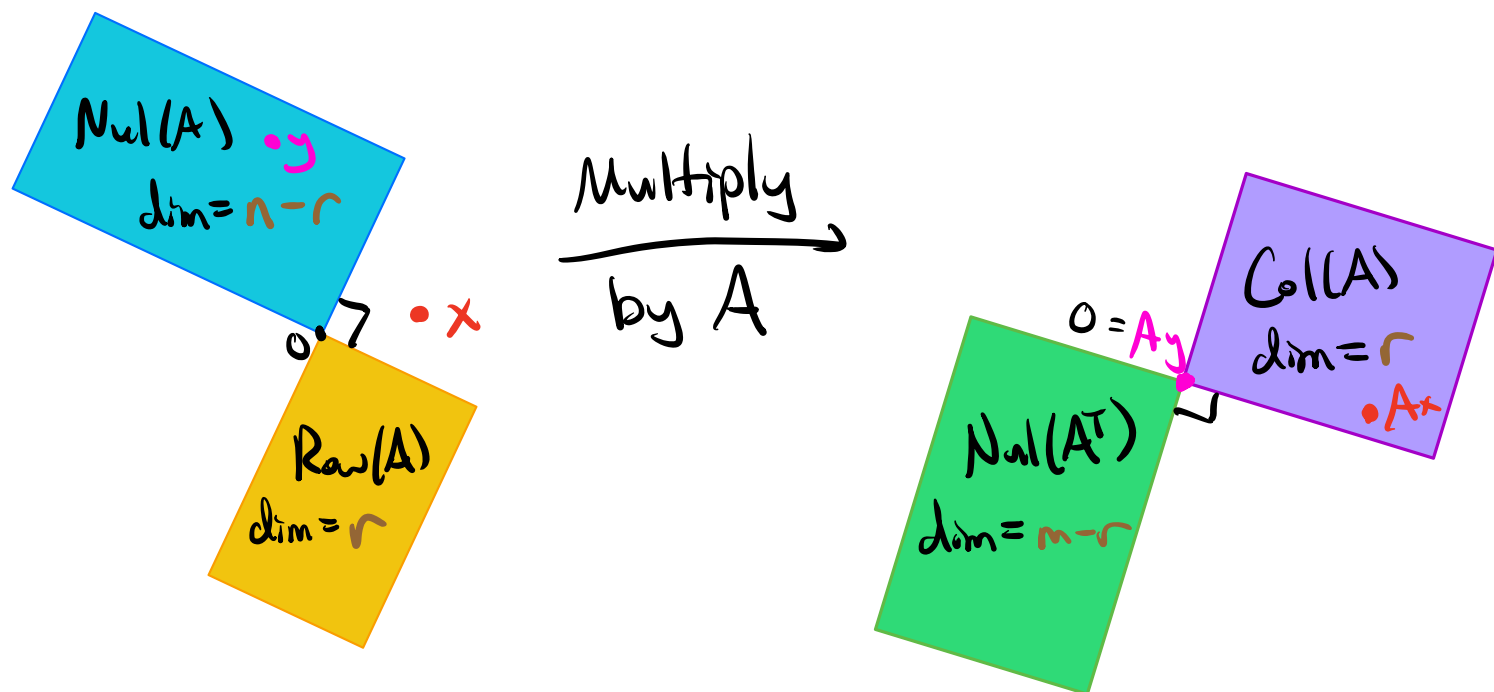 Nul(A) • y
dim = n - r
0
• x
Row(A)
dim = r
Multiply
by A
0 = Ay
Col(A)
dim = r
• Ax
Nul(Aᵀ)
dim = m - r